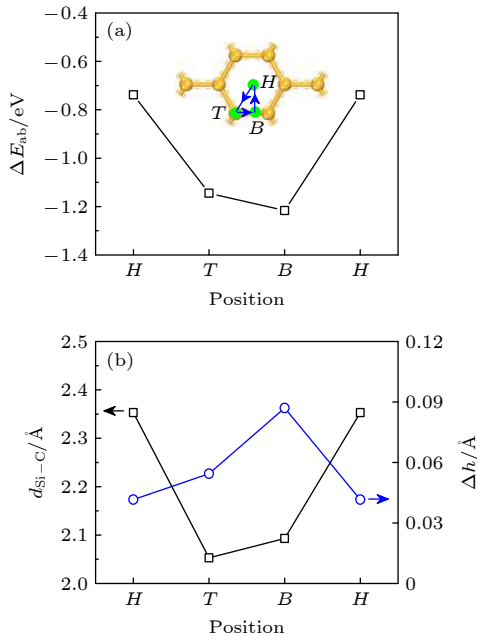 (a)
−0.4
−0.6
−0.8
−1.0
−1.2
−1.4
ΔE_ab/eV
H
T
B
H T B H
Position
(b)
2.5
2.4
2.3
2.2
2.1
2.0
d_Si−C/Å
0.12
0.09
0.06
0.03
0
Δh/Å
H T B H
Position